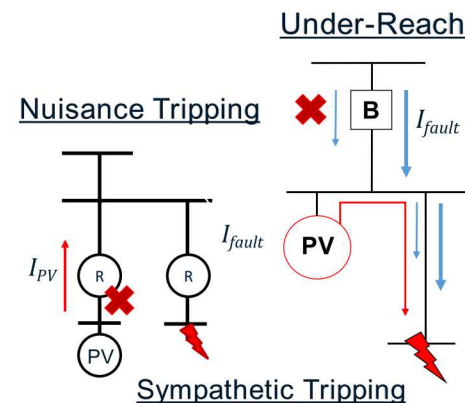 Under-Reach
Nuisance Tripping
B
I_fault
I_PV
R
R
I_fault
PV
PV
Sympathetic Tripping